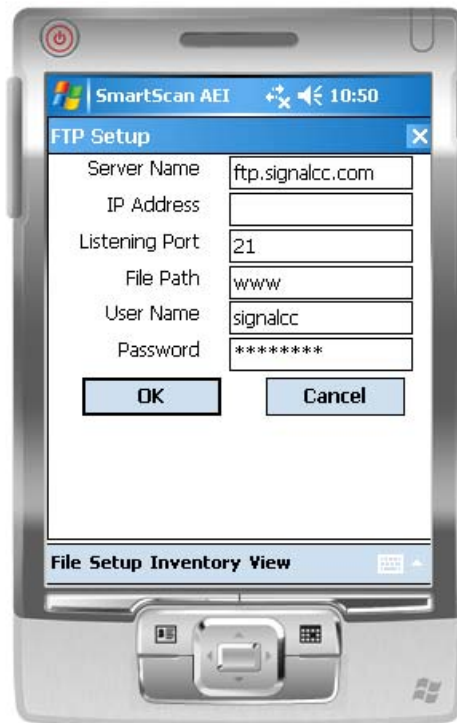 SmartScan AEI 10:50
FTP Setup
Server Name ftp.signalcc.com
IP Address
Listening Port 21
File Path www
User Name signalcc
Password ********
OK Cancel
File Setup Inventory View